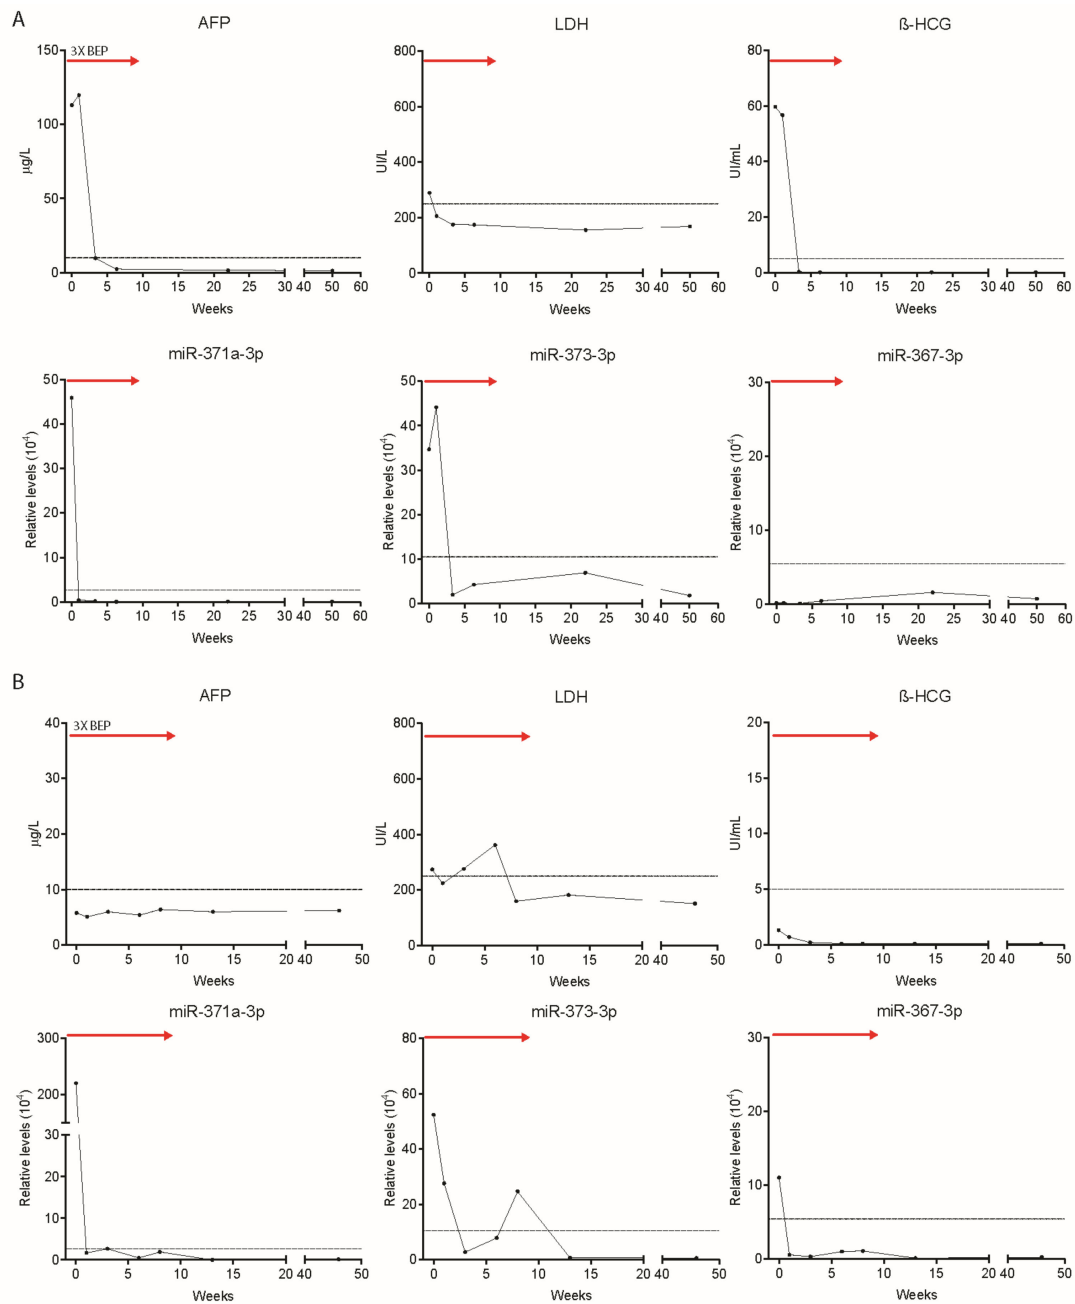 A
AFP
LDH
ß-HCG
150
100
50
0
µg/L
3X BEP
0 5 10 15 20 25 30 40 50 60
Weeks
800
600
400
200
0
UI/L
0 5 10 15 20 25 30 40 50 60
Weeks
80
60
40
20
0
UI/mL
0 5 10 15 20 25 30 40 50 60
Weeks
miR-371a-3p
miR-373-3p
miR-367-3p
50
40
30
20
10
0
Relative levels (10⁻⁴)
0 5 10 15 20 25 30 40 50 60
Weeks
50
40
30
20
10
0
Relative levels (10⁻⁴)
0 5 10 15 20 25 30 40 50 60
Weeks
30
20
10
0
Relative levels (10⁻⁴)
0 5 10 15 20 25 30 40 50 60
Weeks
B
AFP
LDH
ß-HCG
40
30
20
10
0
µg/L
3X BEP
0 5 10 15 20 40 50
Weeks
800
600
400
200
0
UI/L
0 5 10 15 20 40 50
Weeks
20
15
10
5
0
UI/mL
0 5 10 15 20 40 50
Weeks
miR-371a-3p
miR-373-3p
miR-367-3p
300
200
30
20
10
0
Relative levels (10⁻⁴)
0 5 10 15 20 40 50
Weeks
80
60
40
20
0
Relative levels (10⁻⁴)
0 5 10 15 20 40 50
Weeks
30
20
10
0
Relative levels (10⁻⁴)
0 5 10 15 20 40 50
Weeks